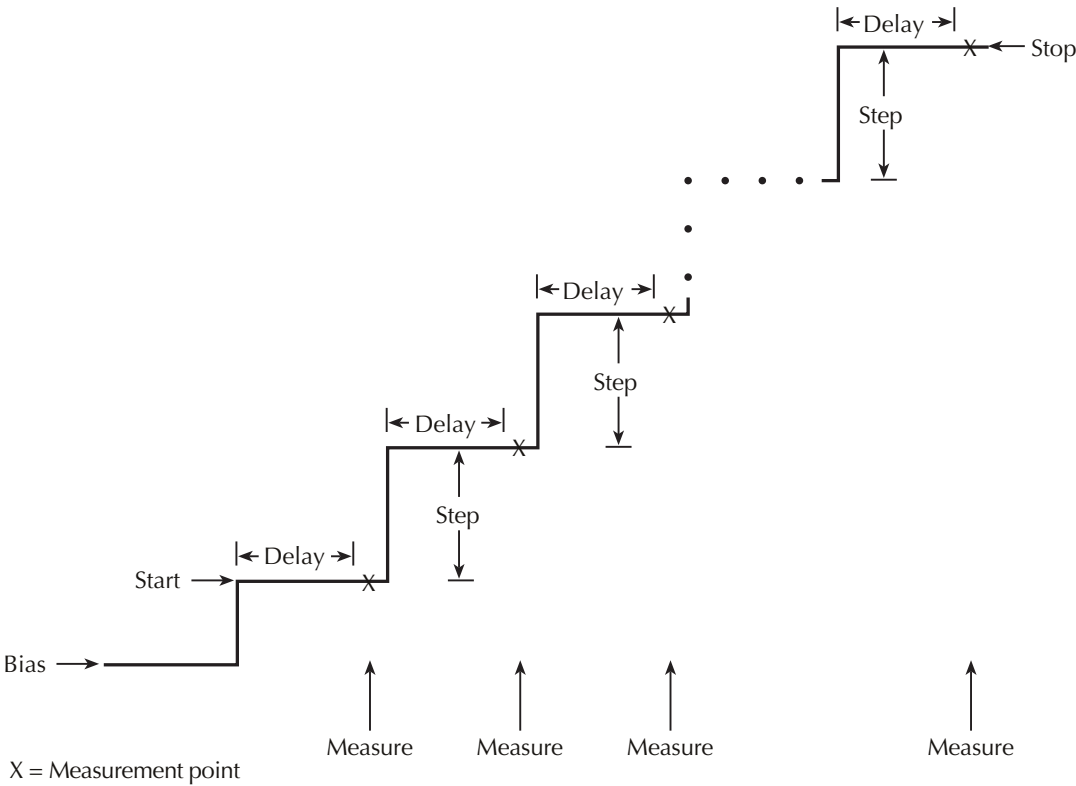 Delay
Stop
Step
Delay
Step
Delay
Step
Delay
Start
Bias
Measure Measure Measure Measure
X = Measurement point
X
X
X
X